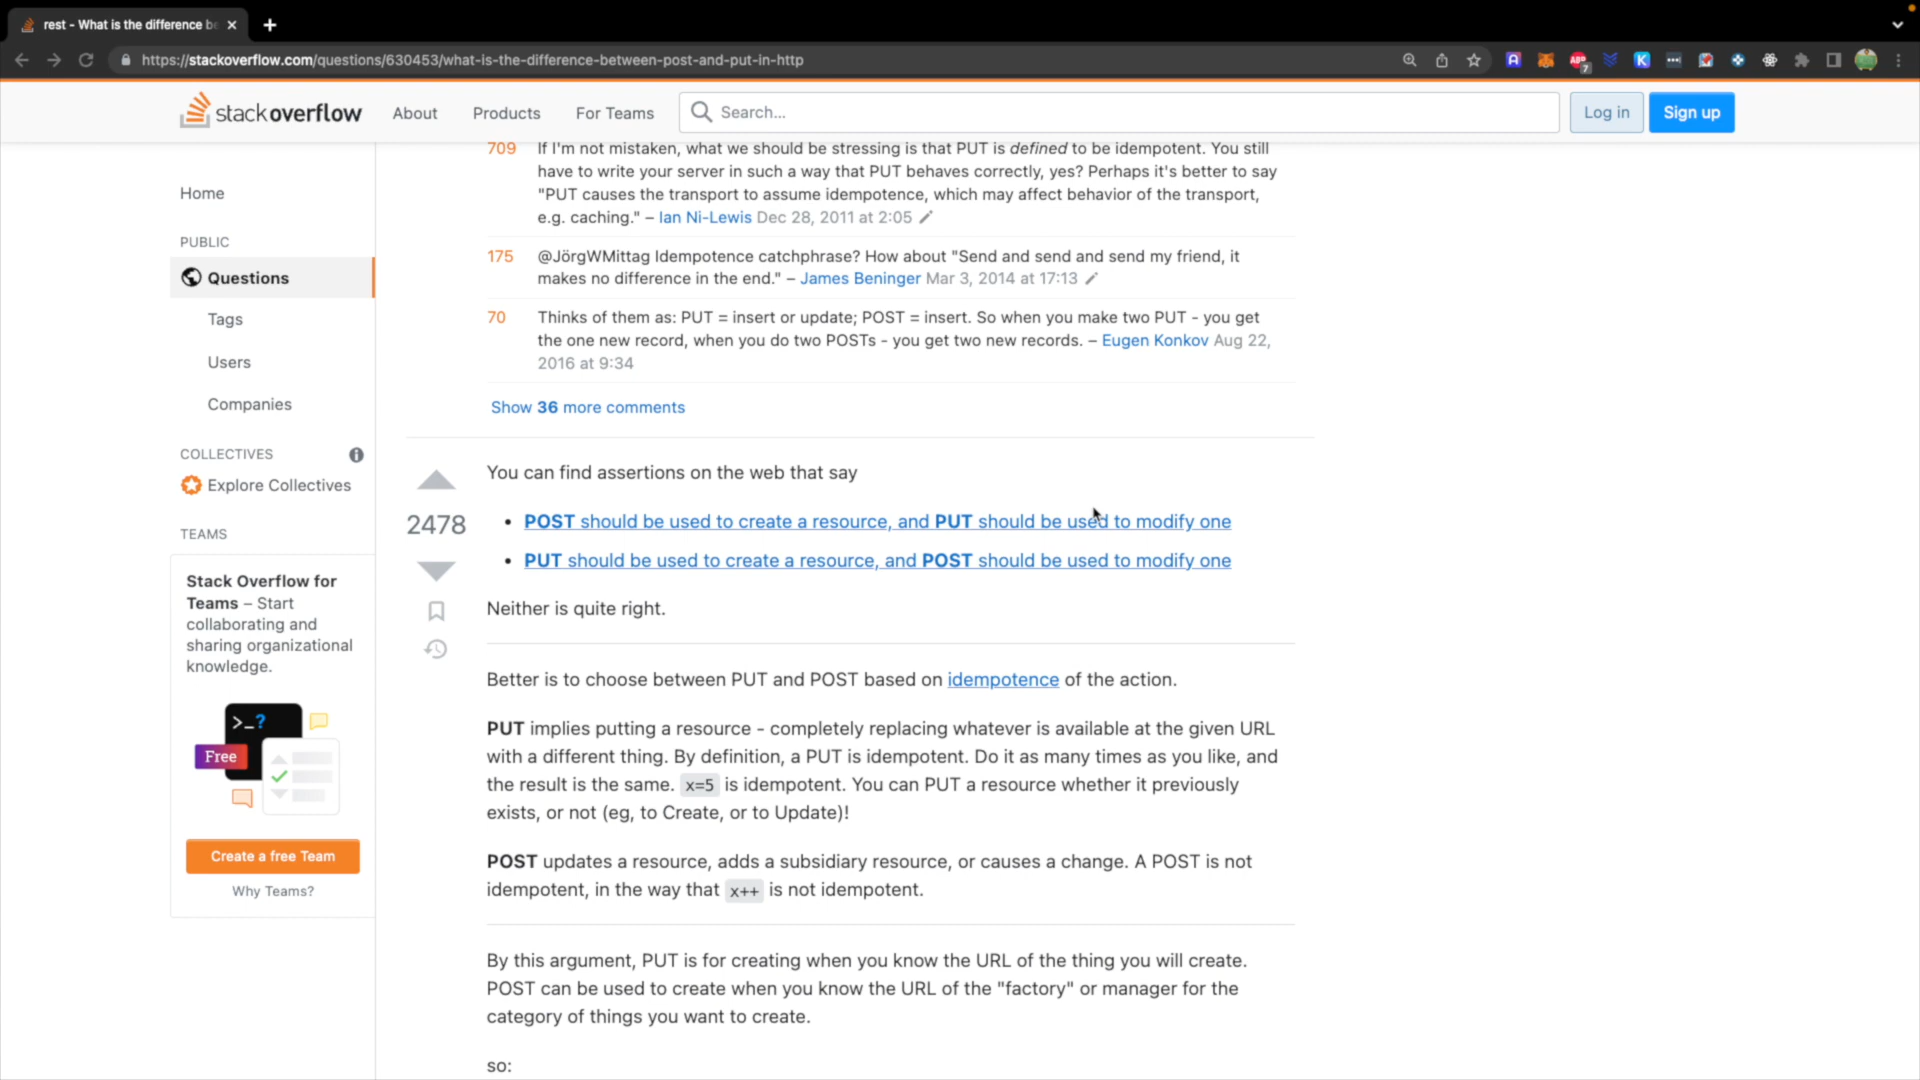 rest - What is the difference be
https://stackoverflow.com/questions/630453/what-is-the-difference-between-post-and-put-in-http
ABP
7
A
K
stackoverflow
About
Products
For Teams
Search...
Log in
Sign up
Home
PUBLIC
Questions
Tags
Users
Companies
COLLECTIVES
Explore Collectives
TEAMS
Stack Overflow for
Teams – Start
collaborating and
sharing organizational
knowledge.
>_?
Free
Create a free Team
Why Teams?
709
If I'm not mistaken, what we should be stressing is that PUT is defined to be idempotent. You still
have to write your server in such a way that PUT behaves correctly, yes? Perhaps it's better to say
"PUT causes the transport to assume idempotence, which may affect behavior of the transport,
e.g. caching." – Ian Ni-Lewis Dec 28, 2011 at 2:05
175
@JörgWMittag Idempotence catchphrase? How about "Send and send and send my friend, it
makes no difference in the end." – James Beninger Mar 3, 2014 at 17:13
70
Thinks of them as: PUT = insert or update; POST = insert. So when you make two PUT - you get
the one new record, when you do two POSTs - you get two new records. – Eugen Konkov Aug 22,
2016 at 9:34
Show 36 more comments
2478
You can find assertions on the web that say
• POST should be used to create a resource, and PUT should be used to modify one
• PUT should be used to create a resource, and POST should be used to modify one
Neither is quite right.
Better is to choose between PUT and POST based on idempotence of the action.
PUT implies putting a resource - completely replacing whatever is available at the given URL
with a different thing. By definition, a PUT is idempotent. Do it as many times as you like, and
the result is the same. x=5 is idempotent. You can PUT a resource whether it previously
exists, or not (eg, to Create, or to Update)!
POST updates a resource, adds a subsidiary resource, or causes a change. A POST is not
idempotent, in the way that x++ is not idempotent.
By this argument, PUT is for creating when you know the URL of the thing you will create.
POST can be used to create when you know the URL of the "factory" or manager for the
category of things you want to create.
so: